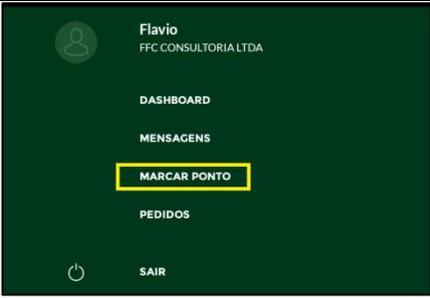 Flavio
FFC CONSULTORIA LTDA
DASHBOARD
MENSAGENS
MARCAR PONTO
PEDIDOS
SAIR